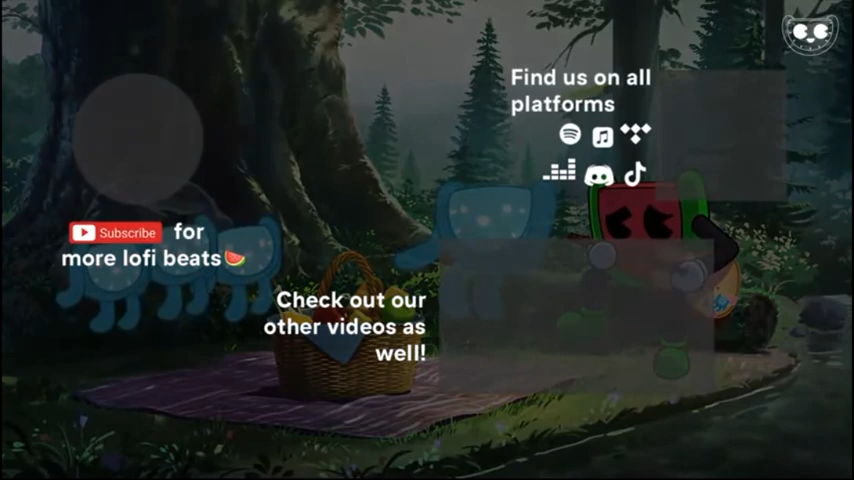 Find us on all
platforms
Subscribe for
more lofi beats🍉
Check out our
other videos as
well!